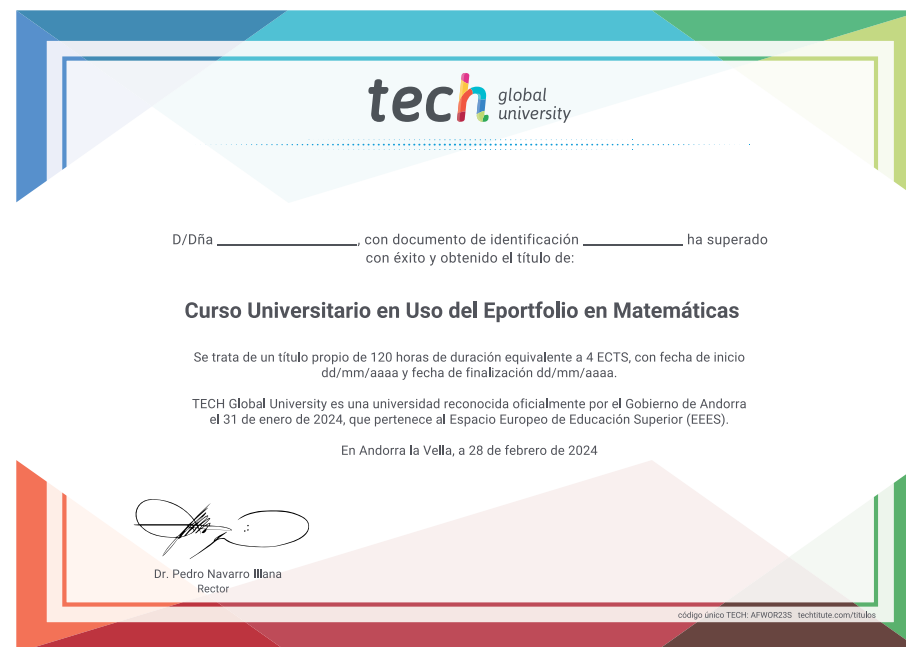 tech global university
D/Dña ____________________, con documento de identificación ______________ ha superado
con éxito y obtenido el título de:
Curso Universitario en Uso del Eportfolio en Matemáticas
Se trata de un título propio de 120 horas de duración equivalente a 4 ECTS, con fecha de inicio
dd/mm/aaaa y fecha de finalización dd/mm/aaaa.
TECH Global University es una universidad reconocida oficialmente por el Gobierno de Andorra
el 31 de enero de 2024, que pertenece al Espacio Europeo de Educación Superior (EEES).
En Andorra la Vella, a 28 de febrero de 2024
Dr. Pedro Navarro Illana
Rector
código único TECH: AFWOR23S techtitute.com/titulos